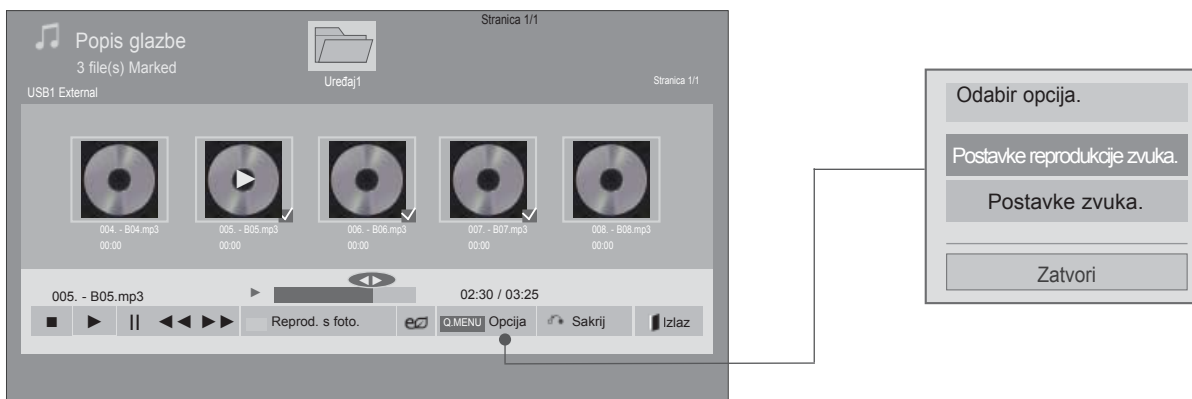 Stranica 1/1
Popis glazbe
3 file(s) Marked
Uređaj1
USB1 External
Stranica 1/1
004. - B04.mp3
00:00
005. - B05.mp3
00:00
006. - B06.mp3
00:00
007. - B07.mp3
00:00
008. - B08.mp3
00:00
005. - B05.mp3
02:30 / 03:25
Reprod. s foto.
Q.MENU Opcija
Sakrij
Izlaz
Odabir opcija.
Postavke reprodukcije zvuka.
Postavke zvuka.
Zatvori